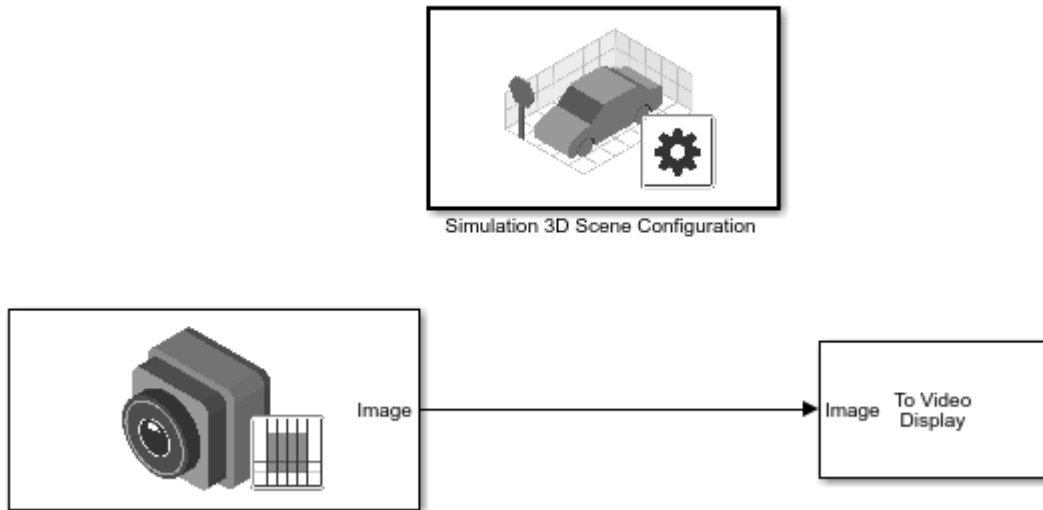 Simulation 3D Scene Configuration
Image
Image
To Video
Display